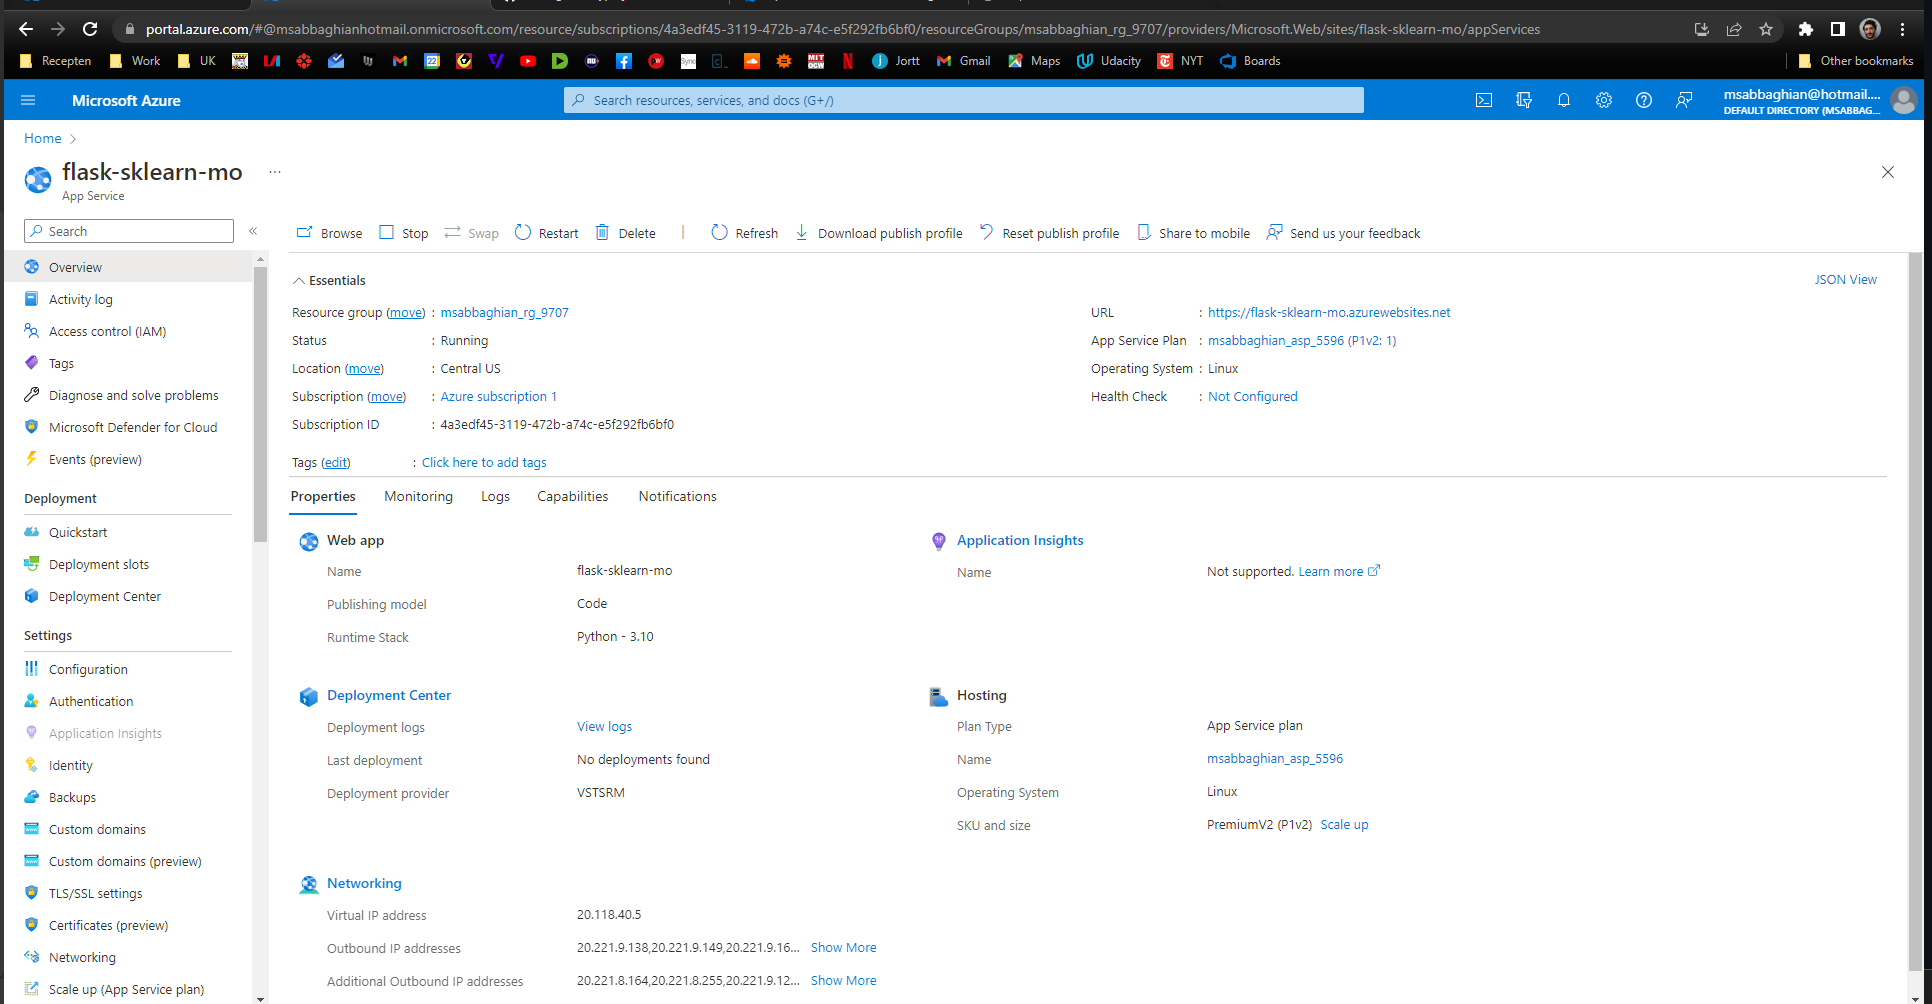 portal.azure.com/#@msabbaghianhotmail.onmicrosoft.com/resource/subscriptions/4a3edf45-3119-472b-a74c-e5f292fb6bf0/resourceGroups/msabbaghian_rg_9707/providers/Microsoft.Web/sites/flask-sklearn-mo/appServices
Recepten Work UK Jortt Gmail Maps Udacity NYT Boards Other bookmarks
Microsoft Azure
Search resources, services, and docs (G+/)
msabbaghian@hotmail....
DEFAULT DIRECTORY (MSABBAG...
Home
flask-sklearn-mo ...
App Service
Search
«
Browse Stop Swap Restart Delete | Refresh Download publish profile Reset publish profile Share to mobile Send us your feedback
Overview
Activity log
Access control (IAM)
Tags
Diagnose and solve problems
Microsoft Defender for Cloud
Events (preview)
Deployment
Quickstart
Deployment slots
Deployment Center
Settings
Configuration
Authentication
Application Insights
Identity
Backups
Custom domains
Custom domains (preview)
TLS/SSL settings
Certificates (preview)
Networking
Scale up (App Service plan)
Essentials
JSON View
Resource group (move) : msabbaghian_rg_9707
Status : Running
Location (move) : Central US
Subscription (move) : Azure subscription 1
Subscription ID : 4a3edf45-3119-472b-a74c-e5f292fb6bf0
URL : https://flask-sklearn-mo.azurewebsites.net
App Service Plan : msabbaghian_asp_5596 (P1v2: 1)
Operating System : Linux
Health Check : Not Configured
Tags (edit) : Click here to add tags
Properties Monitoring Logs Capabilities Notifications
Web app
Name flask-sklearn-mo
Publishing model Code
Runtime Stack Python - 3.10
Application Insights
Name Not supported. Learn more
Deployment Center
Deployment logs View logs
Last deployment No deployments found
Deployment provider VSTSRM
Hosting
Plan Type App Service plan
Name msabbaghian_asp_5596
Operating System Linux
SKU and size PremiumV2 (P1v2) Scale up
Networking
Virtual IP address 20.118.40.5
Outbound IP addresses 20.221.9.138,20.221.9.149,20.221.9.16... Show More
Additional Outbound IP addresses 20.221.8.164,20.221.8.255,20.221.9.12... Show More